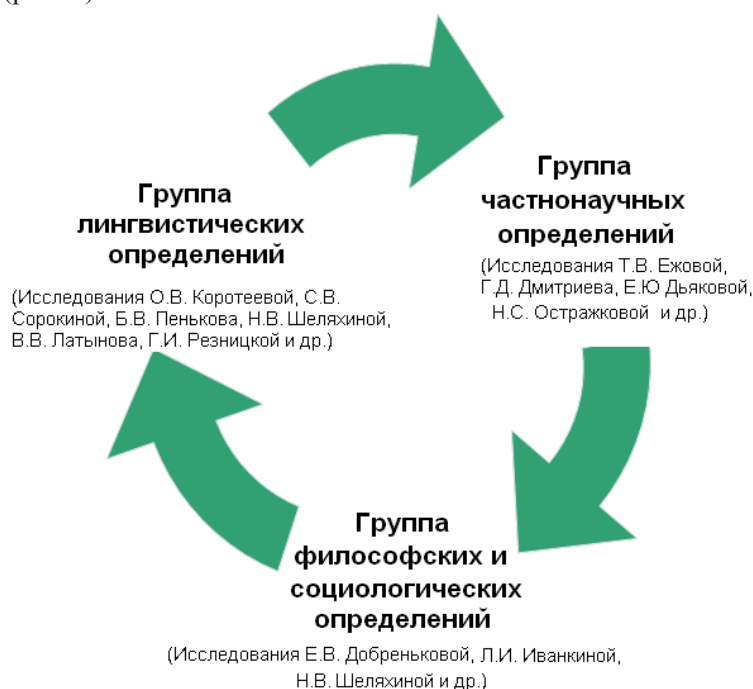 Группа
лингвистических
определений
(Исследования О.В. Коротеевой, С.В.
Сорокиной, Б.В. Пенькова, Н.В. Шеляхиной,
В.В. Латынова, Г.И. Резницкой и др.)
Группа
частнонаучных
определений
(Исследования Т.В. Ежовой,
Г.Д. Дмитриева, Е.Ю Дьяковой,
Н.С. Остражковой и др.)
Группа
философских и
социологических
определений
(Исследования Е.В. Добреньковой, Л.И. Иванкиной,
Н.В. Шеляхиной и др.)